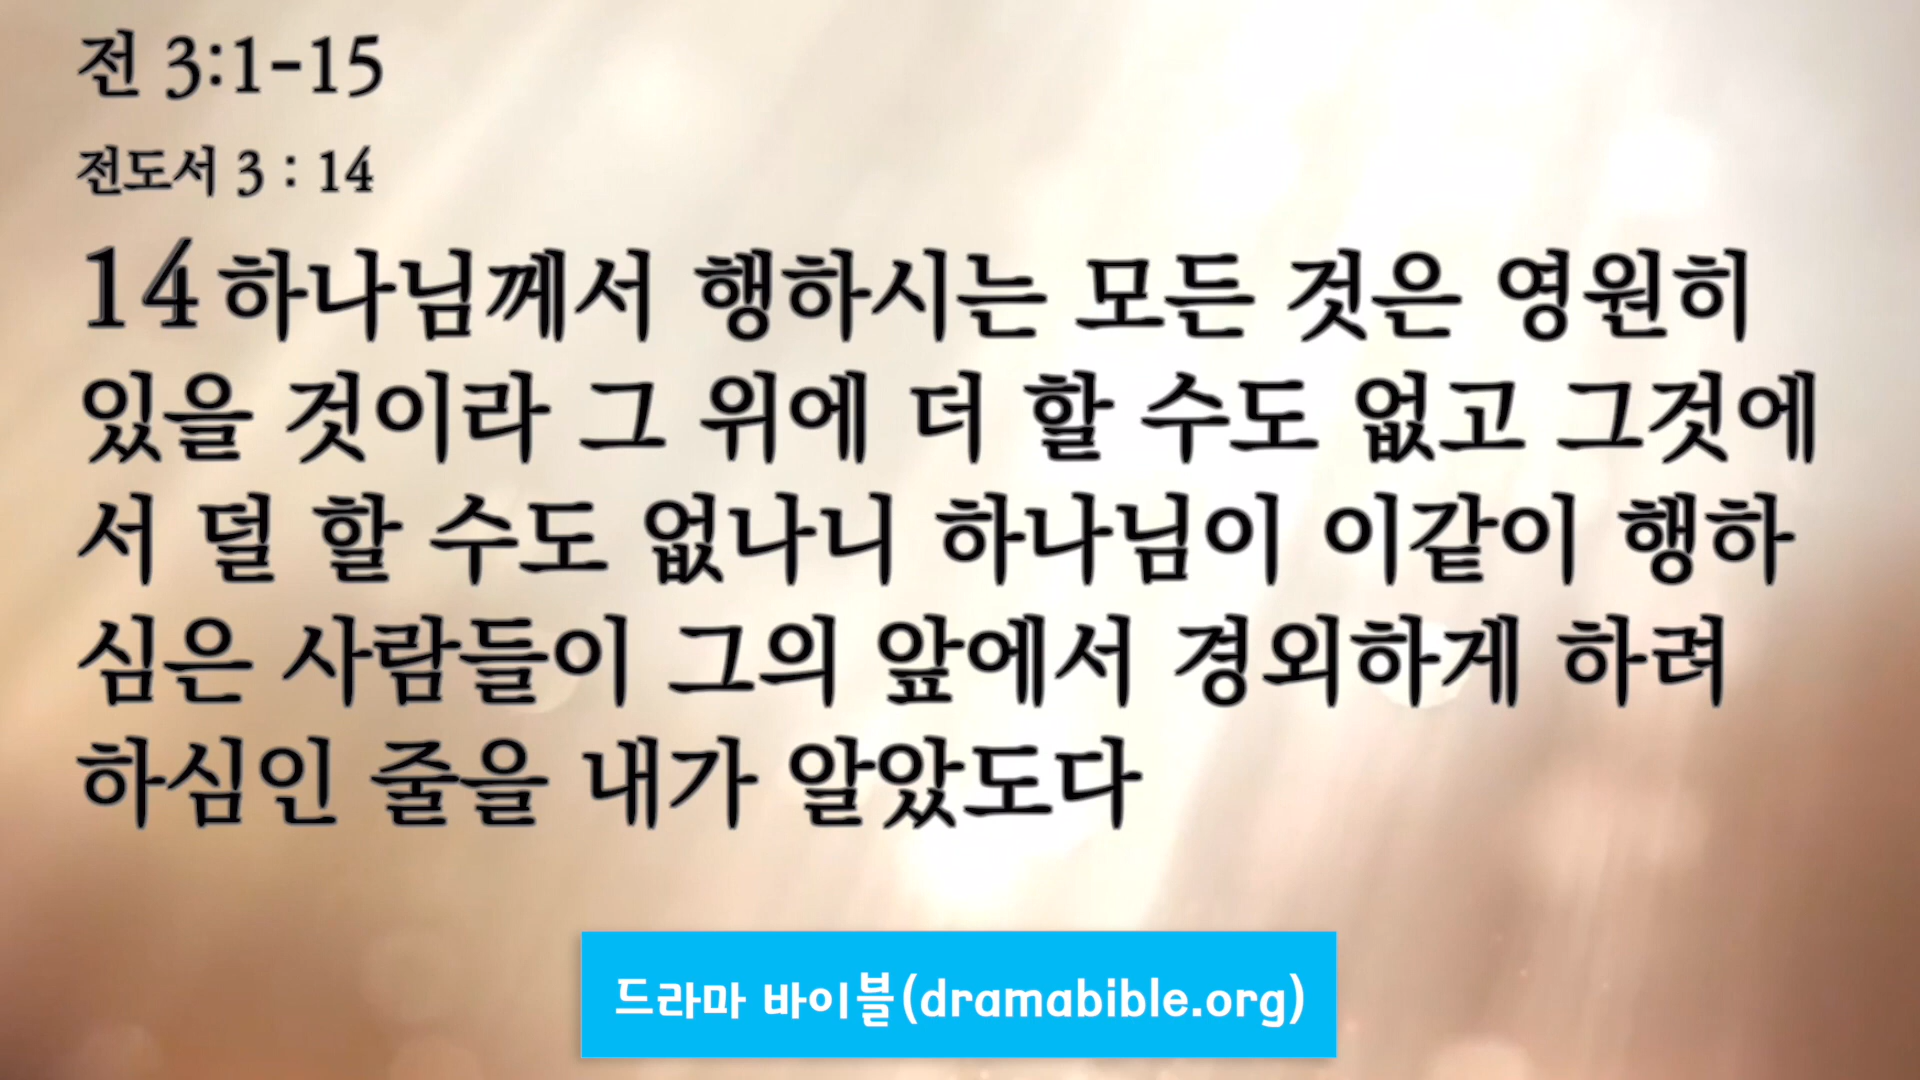 전 3:1-15
전도서 3 : 14
14 하나님께서 행하시는 모든 것은 영원히
있을 것이라 그 위에 더 할 수도 없고 그것에
서 덜 할 수도 없나니 하나님이 이같이 행하
심은 사람들이 그의 앞에서 경외하게 하려
하심인 줄을 내가 알았도다
드라마 바이블(dramabible.org)